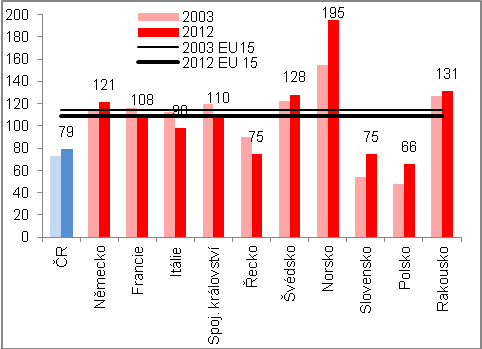 2003
2012
2003 EU15
2012 EU 15
200
180
160
140
120
100
80
60
40
20
0
79
121
108
98
110
75
128
195
75
66
131
ČR
Německo
Francie
Itálie
Spoj. království
Řecko
Švédsko
Norsko
Slovensko
Polsko
Rakousko